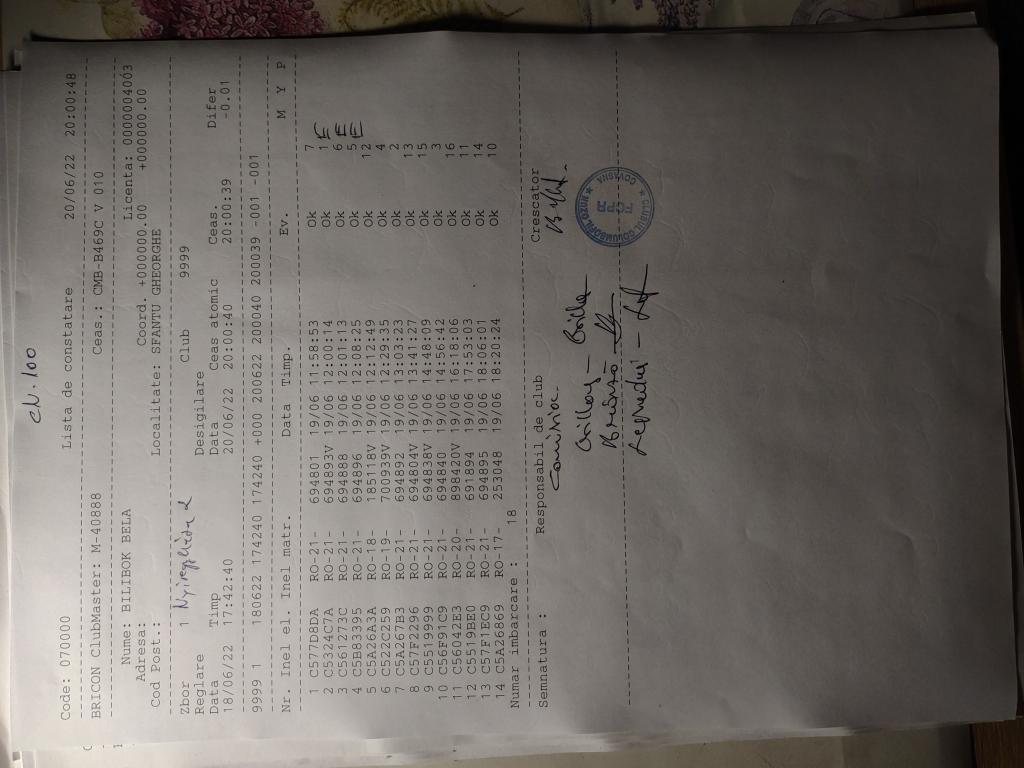 cN.100
Code: 070000 Lista de constatare 20/06/22 20:00:48
BRICON ClubMaster: M-40888 Ceas.: CMB-B469C V 010
Nume: BILIBOK BELA Licenta: 0000004003
Adresa: Coord. +000000.00 +000000.00
Cod Post.: Localitate: SFANTU GHEORGHE
Zbor 1 Nyiregyháza 2 Club 9999
Reglare Desigilare
Data Timp Data Ceas atomic Ceas. Difer
18/06/22 17:42:40 20/06/22 20:00:40 20:00:39 -0.01
9999 1 180622 174240 174240 +000 200622 200040 200039 -001 -001
Nr. Inel el. Inel matr. Data Timp. Ev. M Y P
1 C577D8DA RO-21- 694801 19/06 11:58:53 Ok 7
2 C5324C7A RO-21- 694893V 19/06 12:00:14 Ok 1 E
3 C561273C RO-21- 694888 19/06 12:01:13 Ok 6 E
4 C5B83395 RO-21- 694896 19/06 12:08:25 Ok 5 E
5 C5A26A3A RO-18- 185118V 19/06 12:12:49 Ok 12
6 C522C259 RO-19- 700939V 19/06 12:29:35 Ok 4
7 C5A267B3 RO-21- 694892 19/06 13:03:23 Ok 2
8 C57F2296 RO-21- 694804V 19/06 13:41:27 Ok 13
9 C5519999 RO-21- 694838V 19/06 14:48:09 Ok 15
10 C56F91C9 RO-21- 694840 19/06 14:56:42 Ok 3
11 C56042E3 RO-20- 898420V 19/06 16:18:06 Ok 16
12 C5519BE0 RO-21- 691894 19/06 17:53:03 Ok 11
13 C57F1EC9 RO-21- 694895 19/06 18:06:01 Ok 14
14 C5A26869 RO-17- 253048 19/06 18:20:24 Ok 10
Numar imbarcare : 18
Semnatura : Responsabil de club Crescator
CLUBUL COLUMBOFIL
F.C.P.R
COVASNA